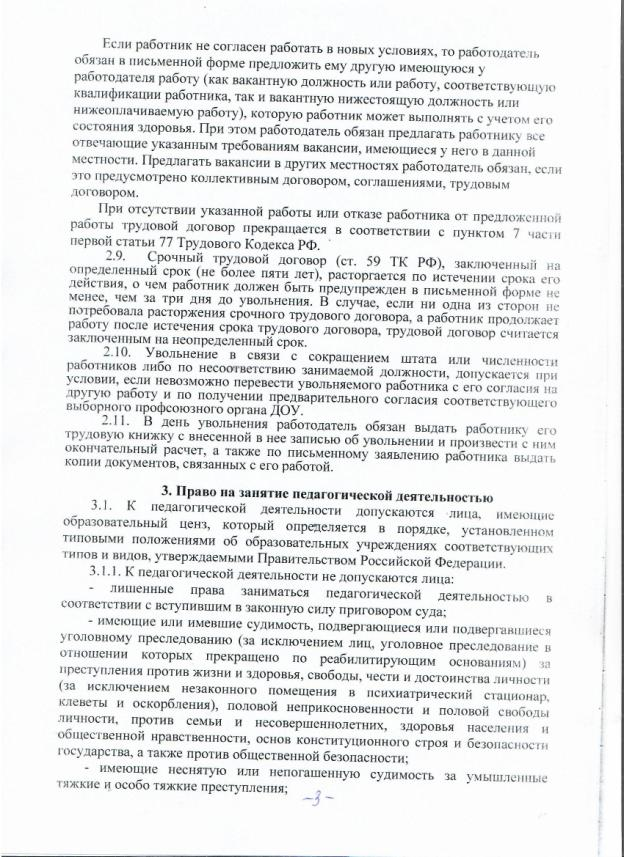 Если работник не согласен работать в новых условиях, то работодатель
обязан в письменной форме предложить ему другую имеющуюся у
работодателя работу (как вакантную должность или работу, соответствующую
квалификации работника, так и вакантную нижестоящую должность или
нижеоплачиваемую работу), которую работник может выполнять с учетом его
состояния здоровья. При этом работодатель обязан предлагать работнику все
отвечающие указанным требованиям вакансии, имеющиеся у него в данной
местности. Предлагать вакансии в других местностях работодатель обязан, если
это предусмотрено коллективным договором, соглашениями, трудовым
договором.
При отсутствии указанной работы или отказе работника от предложенной
работы трудовой договор прекращается в соответствии с пунктом 7 части
первой статьи 77 Трудового Кодекса РФ.
2.9. Срочный трудовой договор (ст. 59 ТК РФ), заключенный на
определенный срок (не более пяти лет), расторгается по истечении срока его
действия, о чем работник должен быть предупрежден в письменной форме не
менее, чем за три дня до увольнения. В случае, если ни одна из сторон не
потребовала расторжения срочного трудового договора, а работник продолжает
работу после истечения срока трудового договора, трудовой договор считается
заключенным на неопределенный срок.
2.10. Увольнение в связи с сокращением штата или численности
работников либо по несоответствию занимаемой должности, допускается при
условии, если невозможно перевести увольняемого работника с его согласия на
другую работу и по получении предварительного согласия соответствующего
выборного профсоюзного органа ДОУ.
2.11. В день увольнения работодатель обязан выдать работнику его
трудовую книжку с внесенной в нее записью об увольнении и произвести с ним
окончательный расчет, а также по письменному заявлению работника выдать
копии документов, связанных с его работой.
3. Право на занятие педагогической деятельностью
3.1. К педагогической деятельности допускаются лица, имеющие
образовательный ценз, который определяется в порядке, установленном
типовыми положениями об образовательных учреждениях соответствующих
типов и видов, утверждаемыми Правительством Российской Федерации.
3.1.1. К педагогической деятельности не допускаются лица:
- лишенные права заниматься педагогической деятельностью в
соответствии с вступившим в законную силу приговором суда;
- имеющие или имевшие судимость, подвергающиеся или подвергавшиеся
уголовному преследованию (за исключением лиц, уголовное преследование в
отношении которых прекращено по реабилитирующим основаниям) за
преступления против жизни и здоровья, свободы, чести и достоинства личности
(за исключением незаконного помещения в психиатрический стационар,
клеветы и оскорбления), половой неприкосновенности и половой свободы
личности, против семьи и несовершеннолетних, здоровья населения и
общественной нравственности, основ конституционного строя и безопасности
государства, а также против общественной безопасности;
- имеющие неснятую или непогашенную судимость за умышленные
тяжкие и особо тяжкие преступления;
-3-